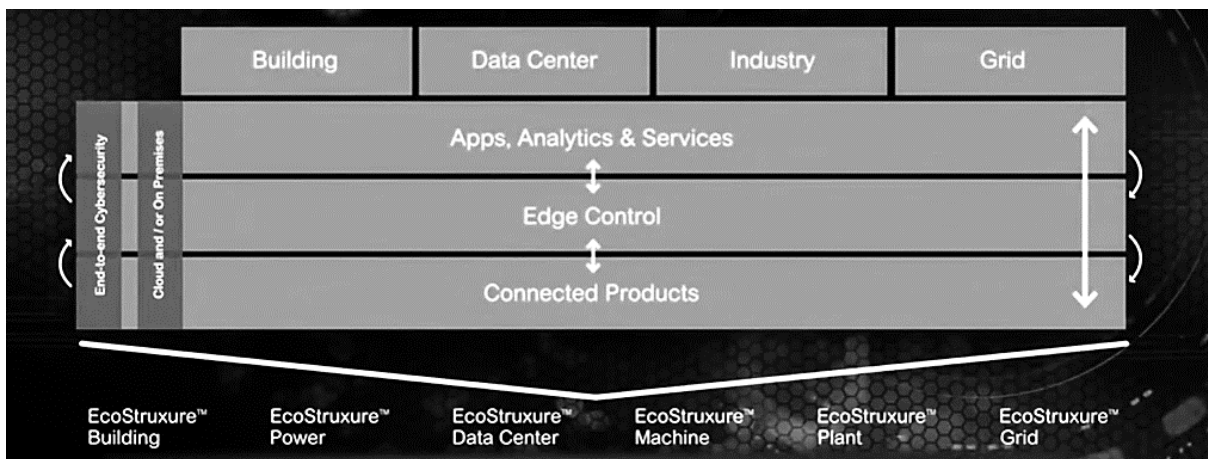 Building
Data Center
Industry
Grid
End-to-end Cybersecurity
Cloud and / or On Premises
Apps, Analytics & Services
Edge Control
Connected Products
EcoStruxure™
Building
EcoStruxure™
Power
EcoStruxure™
Data Center
EcoStruxure™
Machine
EcoStruxure™
Plant
EcoStruxure™
Grid